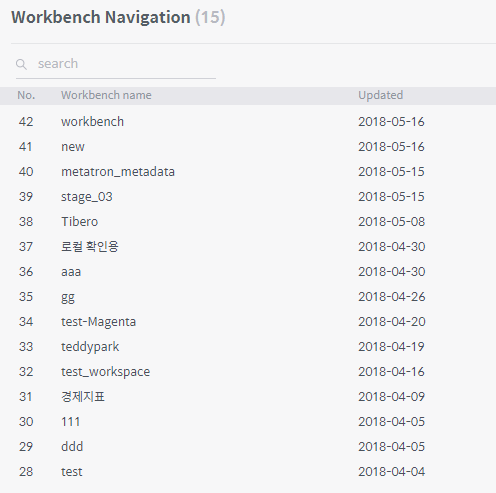 Workbench Navigation (15)
search
No. Workbench name Updated
42 workbench 2018-05-16
41 new 2018-05-16
40 metatron_metadata 2018-05-15
39 stage_03 2018-05-15
38 Tibero 2018-05-08
37 로컬 확인용 2018-04-30
36 aaa 2018-04-30
35 gg 2018-04-26
34 test-Magenta 2018-04-20
33 teddypark 2018-04-19
32 test_workspace 2018-04-16
31 경제지표 2018-04-09
30 111 2018-04-05
29 ddd 2018-04-05
28 test 2018-04-04